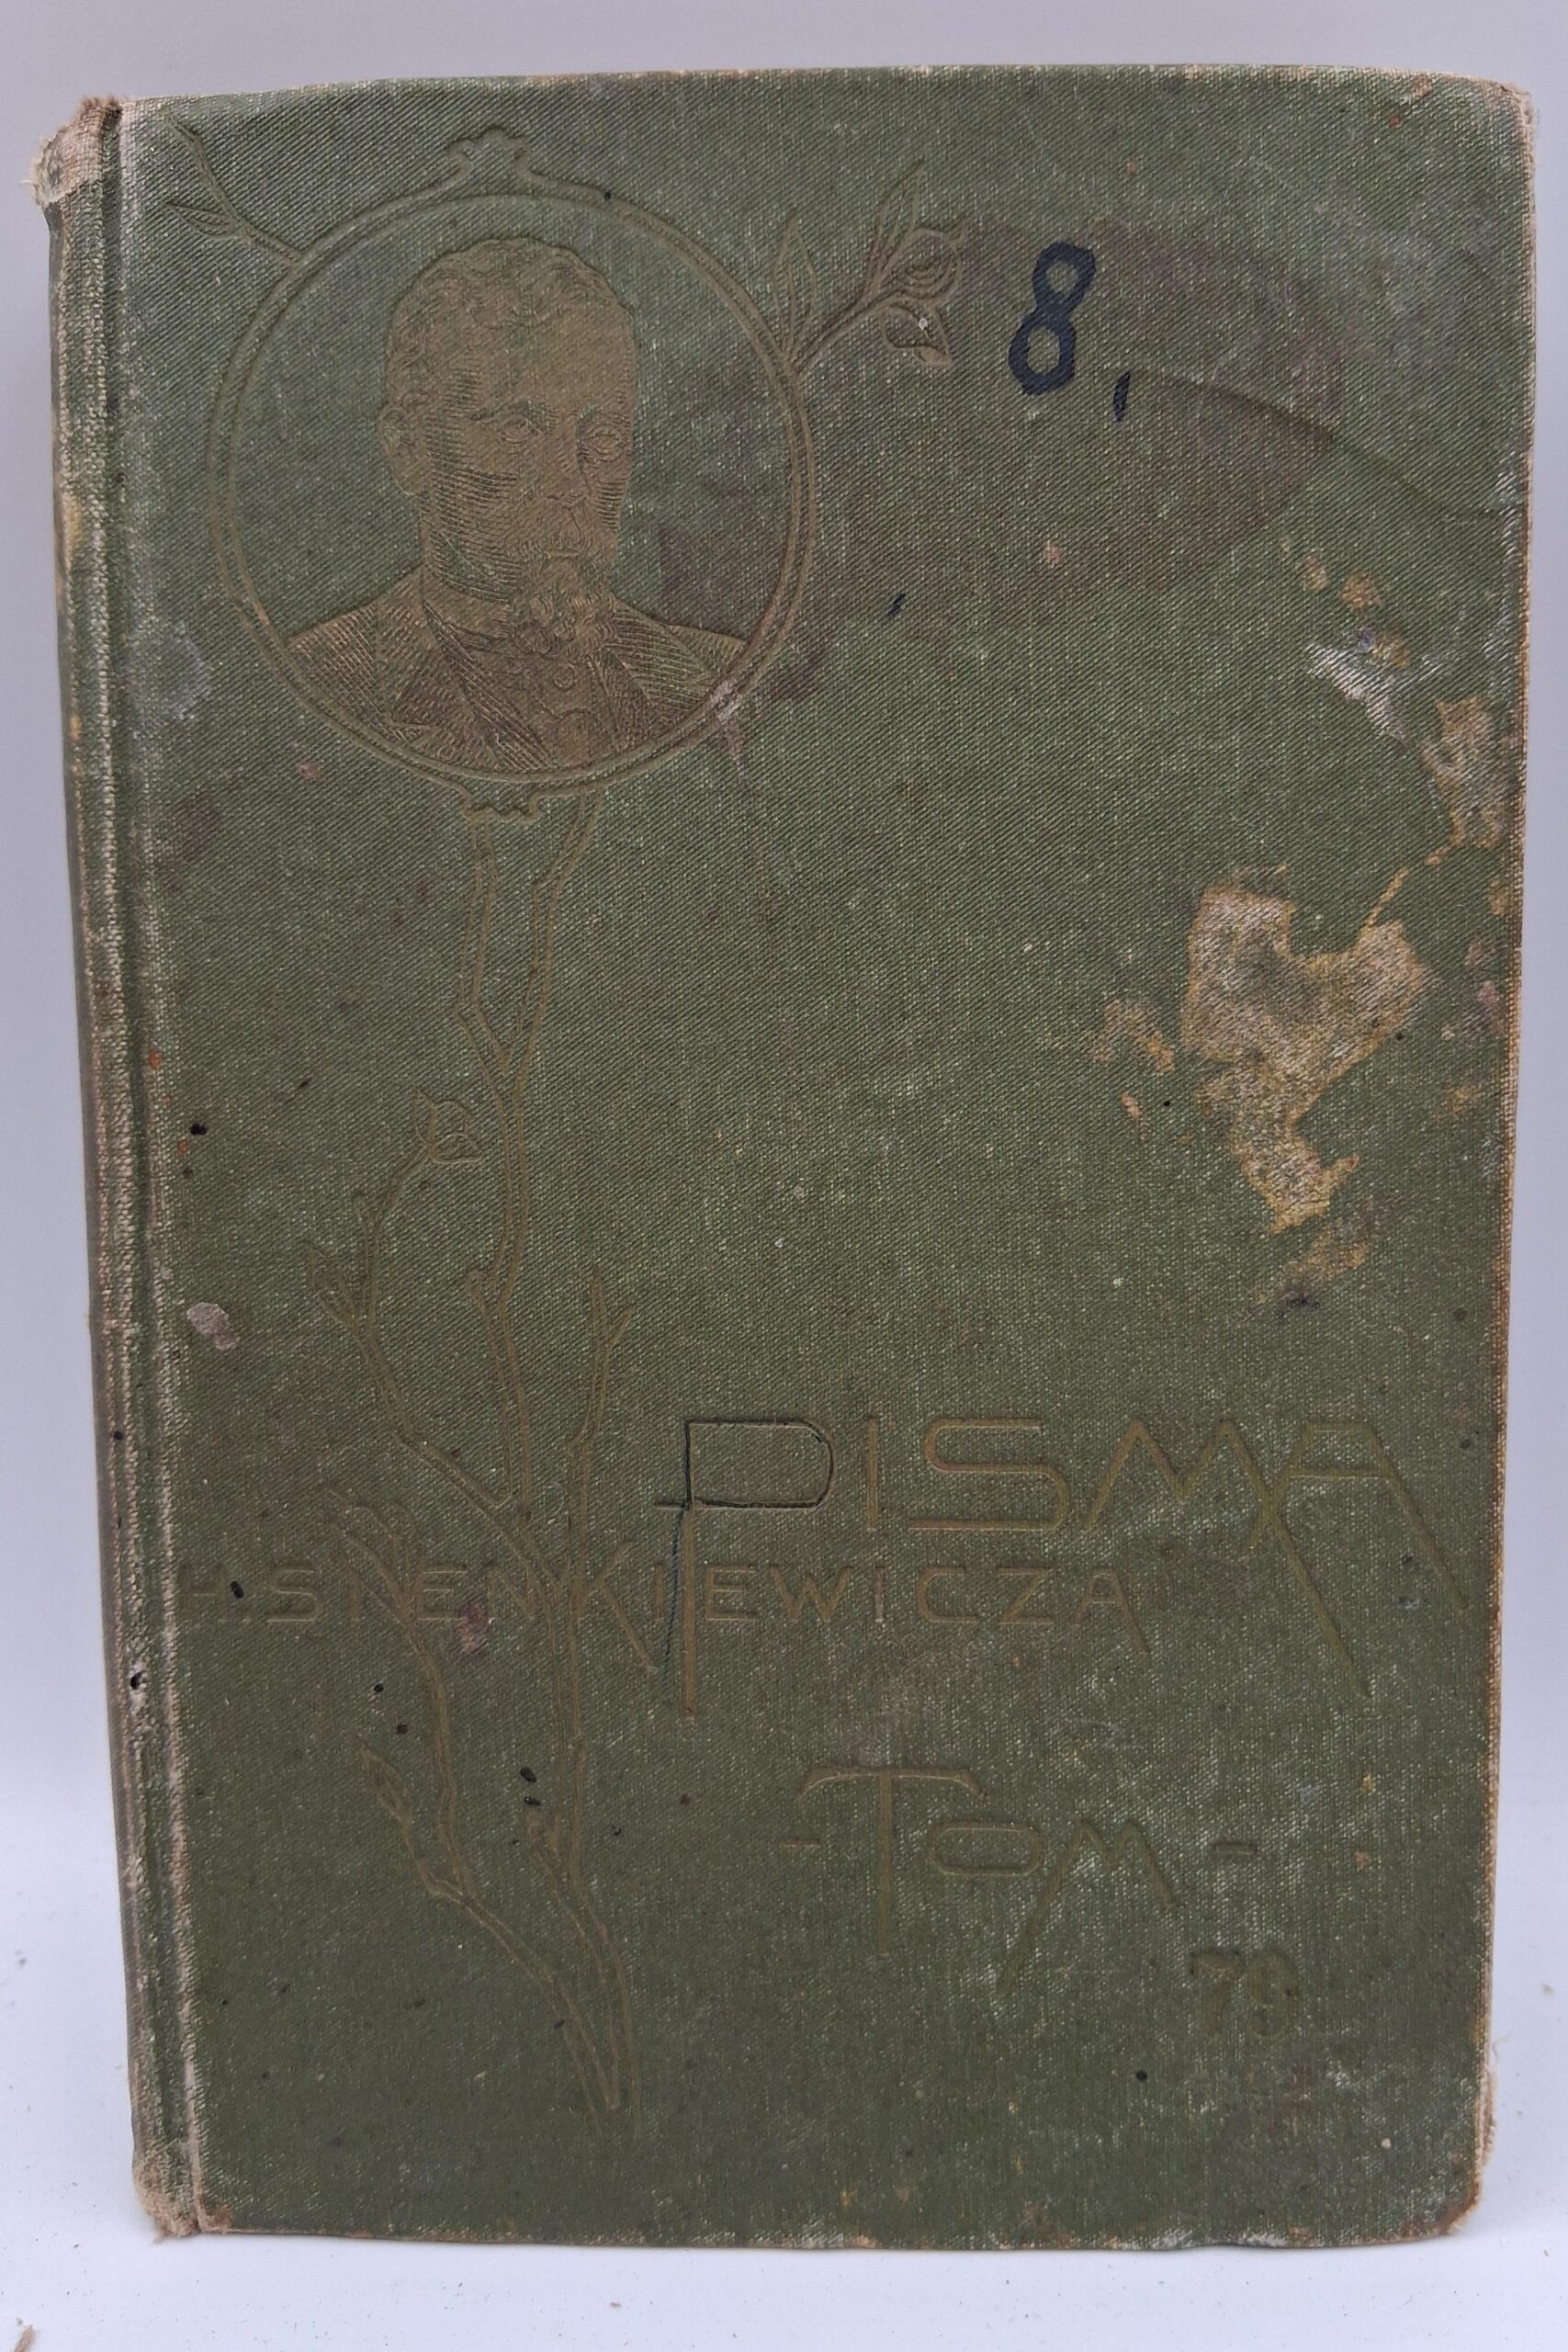 8,
PISMA
H. SIENKIEWICZA
- TOM -
79